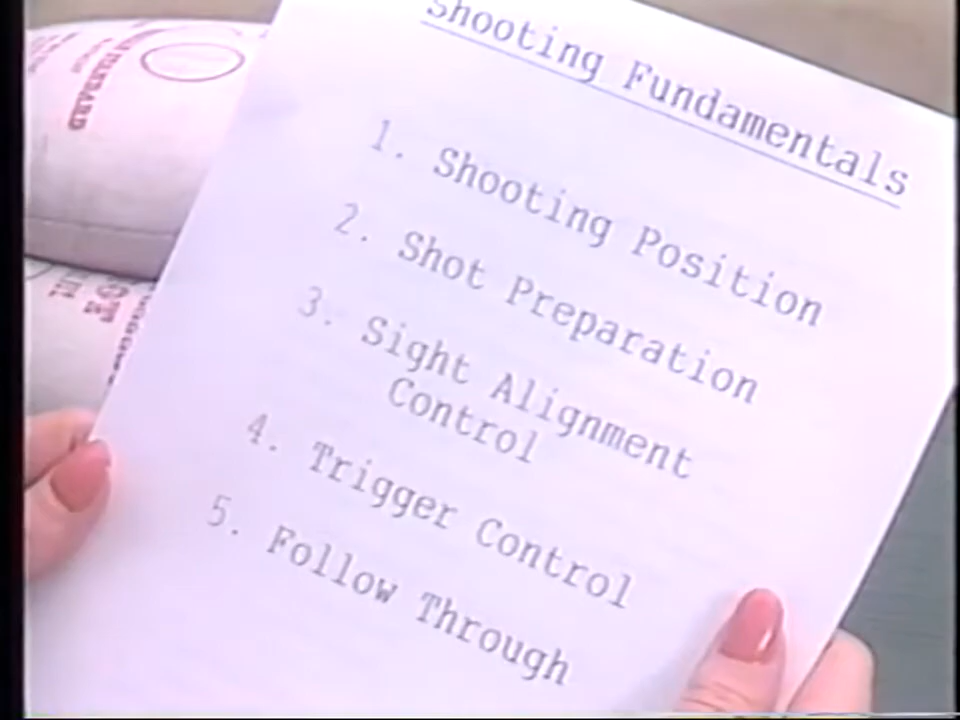 Shooting Fundamentals
1. Shooting Position
2. Shot Preparation
3. Sight Alignment
Control
4. Trigger Control
5. Follow Through